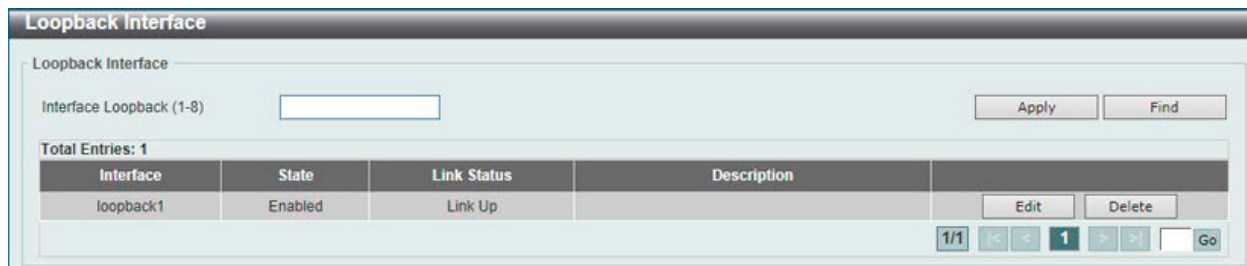 Loopback Interface
Loopback Interface
Interface Loopback (1-8) Apply Find
Total Entries: 1
Interface State Link Status Description
loopback1 Enabled Link Up Edit Delete
1/1 |< < 1 > >| Go